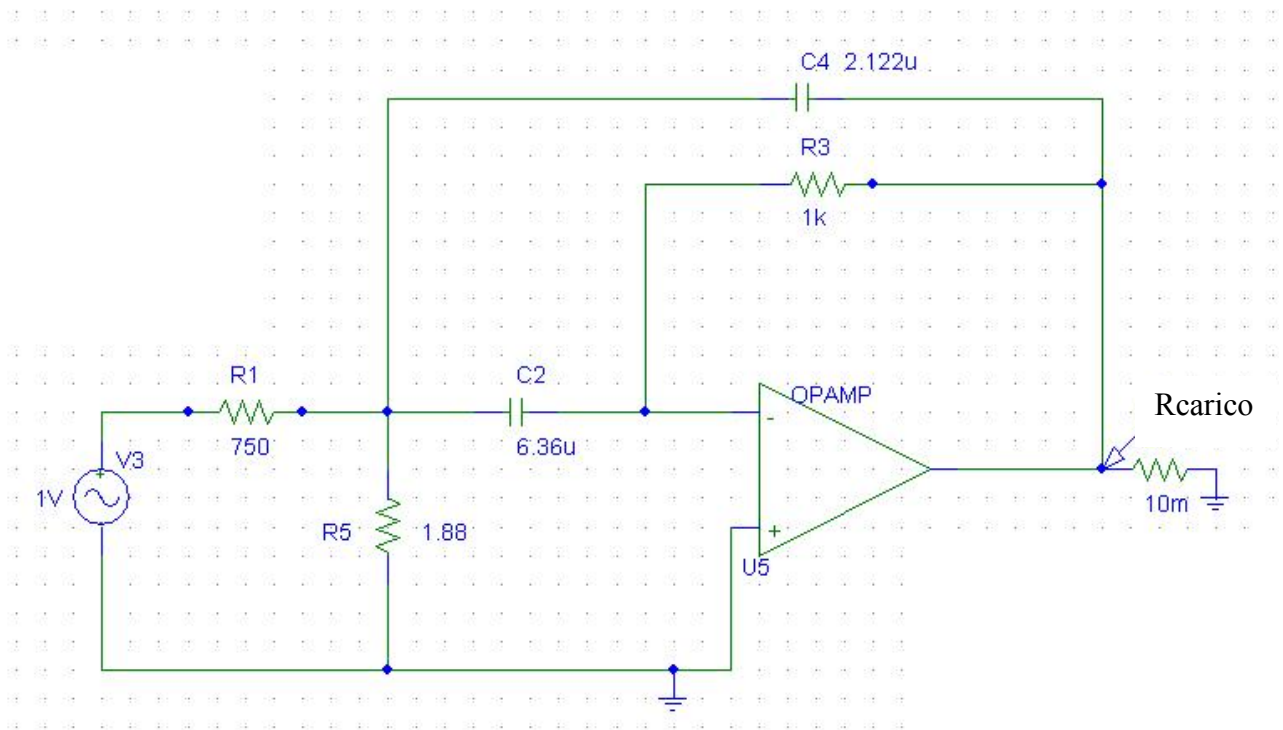 C4 2.122u
R3
1k
R1
750
C2
6.36u
OPAMP
-
+
U5
Rcarico
10m
V3
+
1V
R5 1.88